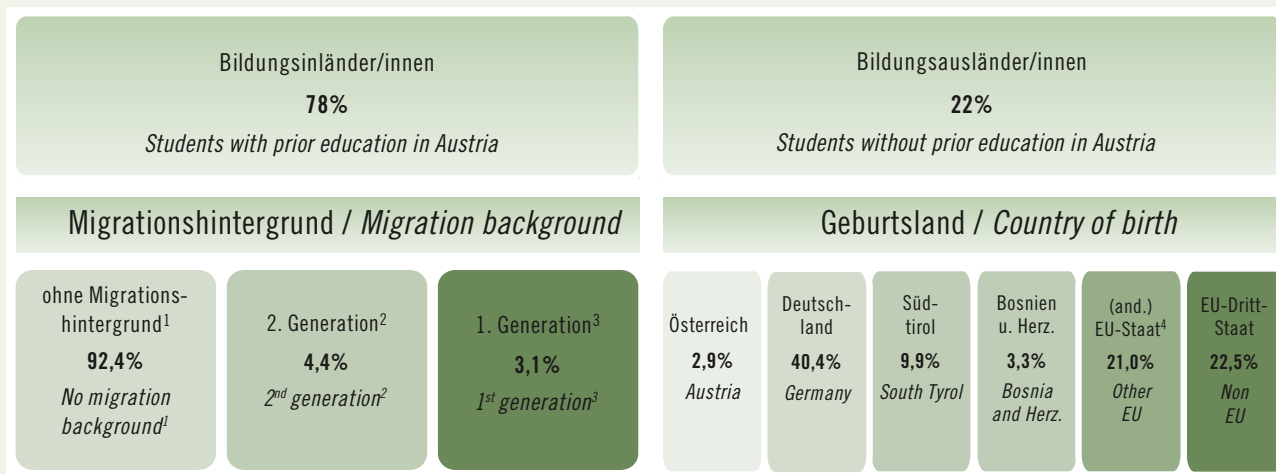 Bildungsinländer/innen
78%
Students with prior education in Austria
Bildungsausländer/innen
22%
Students without prior education in Austria
Migrationshintergrund / Migration background
Geburtsland / Country of birth
ohne Migrations-
hintergrund¹
92,4%
No migration
background¹
2. Generation²
4,4%
2nd generation²
1. Generation³
3,1%
1st generation³
Österreich
2,9%
Austria
Deutsch-
land
40,4%
Germany
Süd-
tirol
9,9%
South Tyrol
Bosnien
u. Herz.
3,3%
Bosnia
and Herz.
(and.)
EU-Staat⁴
21,0%
Other
EU
EU-Dritt-
Staat
22,5%
Non
EU